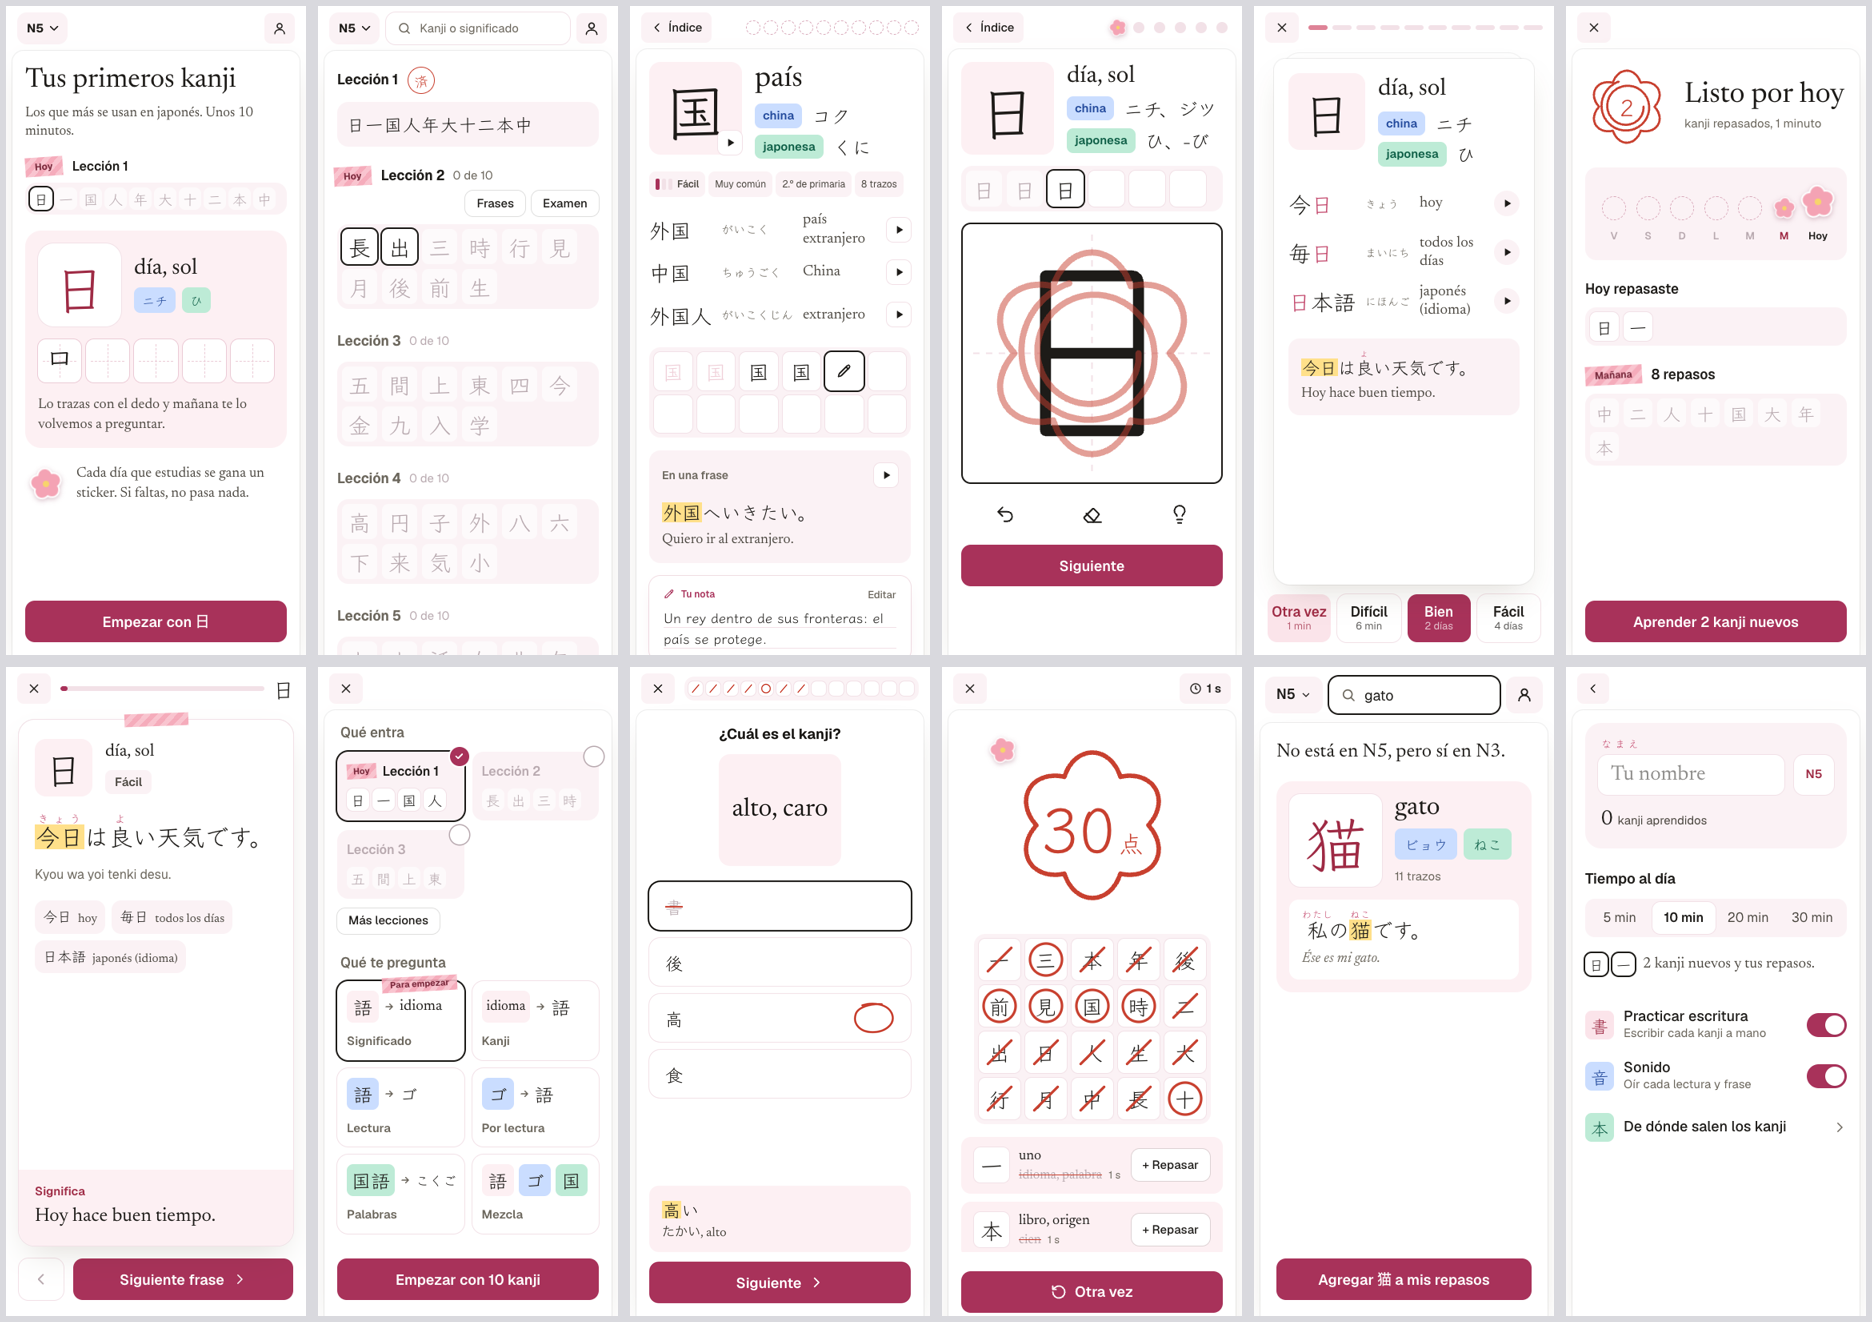 N5
Tus primeros kanji
Los que más se usan en japonés. Unos 10
minutos.
Hoy Lección 1
日一国人年大十二本中
日
día, sol
ニチ ひ
Lo trazas con el dedo y mañana te lo
volvemos a preguntar.
Cada día que estudias se gana un
sticker. Si faltas, no pasa nada.
Empezar con 日
N5 Kanji o significado
Lección 1 済
日一国人年大十二本中
Hoy Lección 2 0 de 10
Frases Examen
長出三時行見
月後前生
Lección 3 0 de 10
五間上東四今
金九入学
Lección 4 0 de 10
高円子外八六
下来気小
Lección 5 0 de 10
Índice
国 país
china コク
japonesa くに
Fácil Muy común 2.º de primaria 8 trazos
外国 がいこく país
extranjero
中国 ちゅうごく China
外国人 がいこくじん extranjero
国 国 国 国
En una frase
外国へいきたい。
Quiero ir al extranjero.
Tu nota Editar
Un rey dentro de sus fronteras: el
país se protege.
Índice
日 día, sol
china ニチ、ジツ
japonesa ひ、-び
日 日 日
日
Siguiente
日 día, sol
china ニチ
japonesa ひ
今日 きょう hoy
毎日 まいにち todos los
días
日本語 にほんご japonés
(idioma)
よ
今日は良い天気です。
Hoy hace buen tiempo.
Otra vez Difícil Bien Fácil
1 min 6 min 2 días 4 días
2 Listo por hoy
kanji repasados, 1 minuto
V S D L M M Hoy
Hoy repasaste
日 一
Mañana 8 repasos
中二人十国大年
本
Aprender 2 kanji nuevos
日
日 día, sol
Fácil
きょう よ
今日は良い天気です。
Kyou wa yoi tenki desu.
今日 hoy 毎日 todos los días
日本語 japonés (idioma)
Significa
Hoy hace buen tiempo.
Siguiente frase
Qué entra
Hoy Lección 1 Lección 2
日一国人 長出三時
Lección 3
五間上東
Más lecciones
Qué te pregunta
Para empezar
語 → idioma idioma → 語
Significado Kanji
語 → ゴ ゴ → 語
Lectura Por lectura
国語 → こくご 語 ゴ 国
Palabras Mezcla
Empezar con 10 kanji
¿Cuál es el kanji?
alto, caro
書
後
高
食
高い
たかい, alto
Siguiente
1 s
30点
一三本年後
前見国時二
出日人生大
行月中長十
一 uno
idioma, palabra 1 s
+ Repasar
本 libro, origen
cien 1 s
+ Repasar
Otra vez
N5 gato
No está en N5, pero sí en N3.
猫 gato
ビョウ ねこ
11 trazos
わたし ねこ
私の猫です。
Ése es mi gato.
Agregar 猫 a mis repasos
なまえ
Tu nombre N5
0 kanji aprendidos
Tiempo al día
5 min 10 min 20 min 30 min
日 一 2 kanji nuevos y tus repasos.
書 Practicar escritura
Escribir cada kanji a mano
音 Sonido
Oír cada lectura y frase
本 De dónde salen los kanji